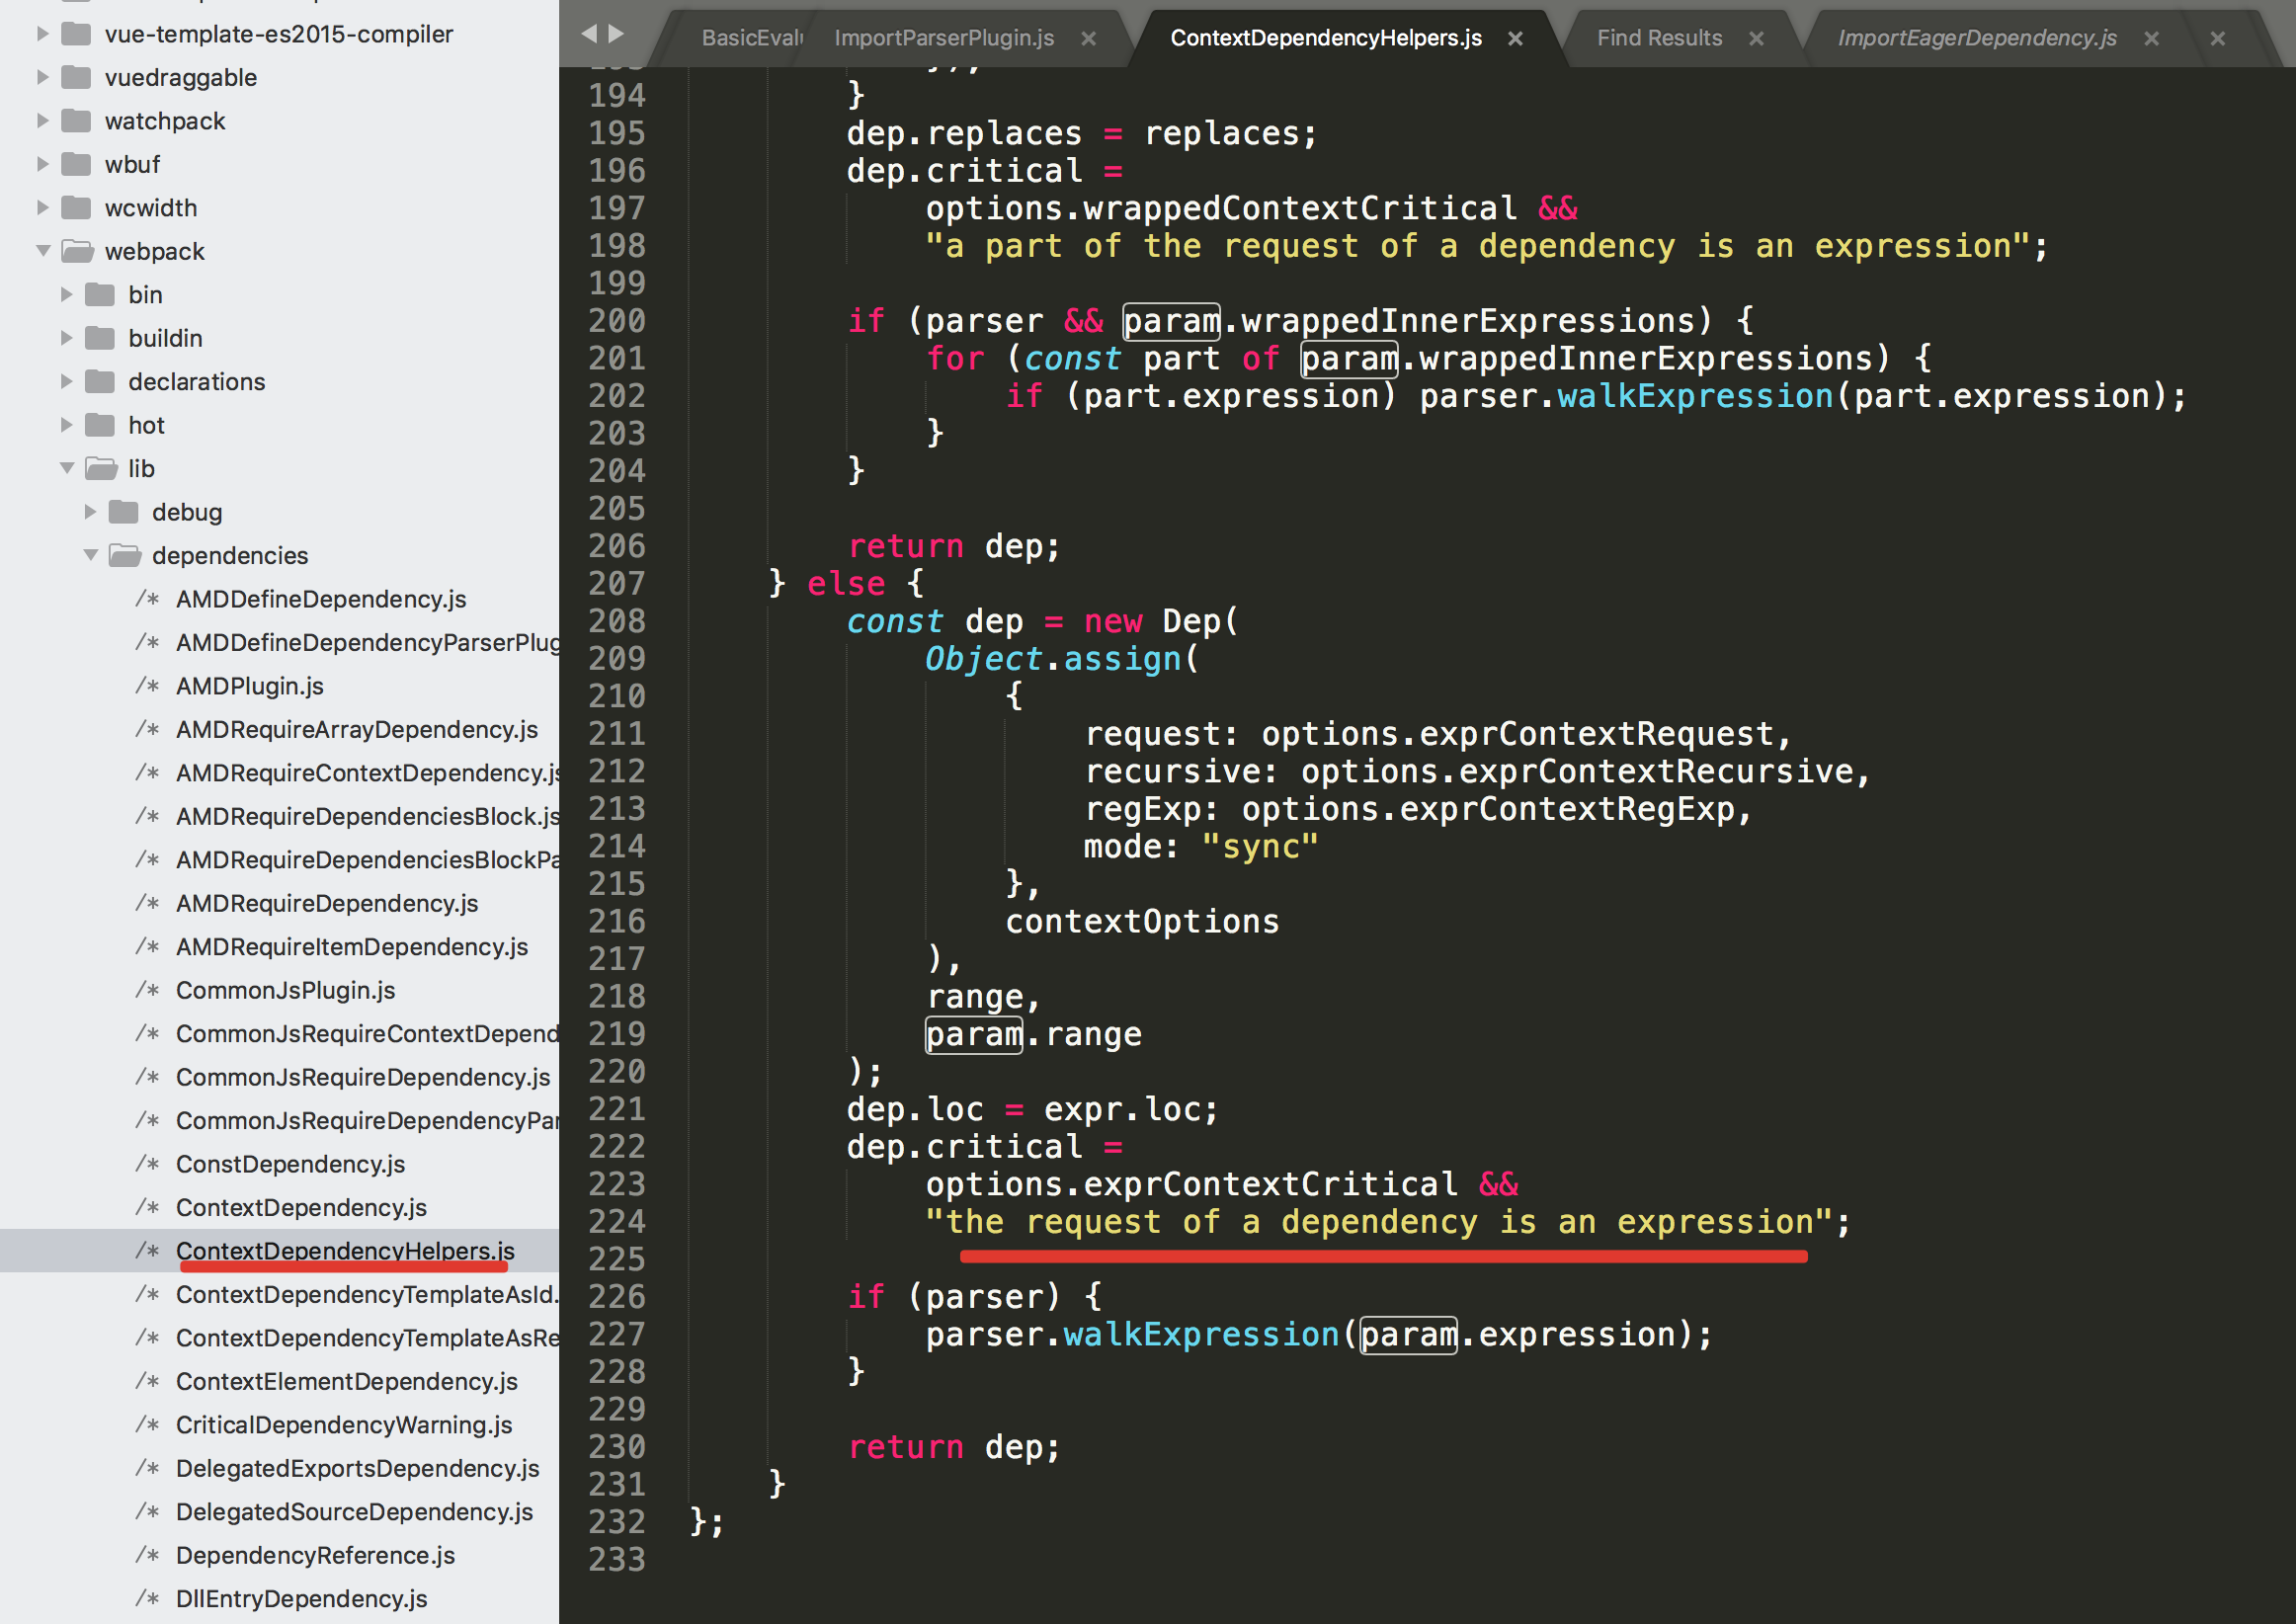 vue-template-es2015-compiler
vuedraggable
watchpack
wbuf
wcwidth
webpack
bin
buildin
declarations
hot
lib
debug
dependencies
/* AMDDefineDependency.js
/* AMDDefineDependencyParserPlug
/* AMDPlugin.js
/* AMDRequireArrayDependency.js
/* AMDRequireContextDependency.js
/* AMDRequireDependenciesBlock.js
/* AMDRequireDependenciesBlockPa
/* AMDRequireDependency.js
/* AMDRequireItemDependency.js
/* CommonJsPlugin.js
/* CommonJsRequireContextDepend
/* CommonJsRequireDependency.js
/* CommonJsRequireDependencyPar
/* ConstDependency.js
/* ContextDependency.js
/* ContextDependencyHelpers.js
/* ContextDependencyTemplateAsId.
/* ContextDependencyTemplateAsRe
/* ContextElementDependency.js
/* CriticalDependencyWarning.js
/* DelegatedExportsDependency.js
/* DelegatedSourceDependency.js
/* DependencyReference.js
/* DllEntryDependency.js
BasicEvalu ImportParserPlugin.js × ContextDependencyHelpers.js × Find Results × ImportEagerDependency.js × ×
194 }
195 dep.replaces = replaces;
196 dep.critical =
197 options.wrappedContextCritical &&
198 "a part of the request of a dependency is an expression";
199
200 if (parser && param.wrappedInnerExpressions) {
201 for (const part of param.wrappedInnerExpressions) {
202 if (part.expression) parser.walkExpression(part.expression);
203 }
204 }
205
206 return dep;
207 } else {
208 const dep = new Dep(
209 Object.assign(
210 {
211 request: options.exprContextRequest,
212 recursive: options.exprContextRecursive,
213 regExp: options.exprContextRegExp,
214 mode: "sync"
215 },
216 contextOptions
217 ),
218 range,
219 param.range
220 );
221 dep.loc = expr.loc;
222 dep.critical =
223 options.exprContextCritical &&
224 "the request of a dependency is an expression";
225
226 if (parser) {
227 parser.walkExpression(param.expression);
228 }
229
230 return dep;
231 }
232 };
233